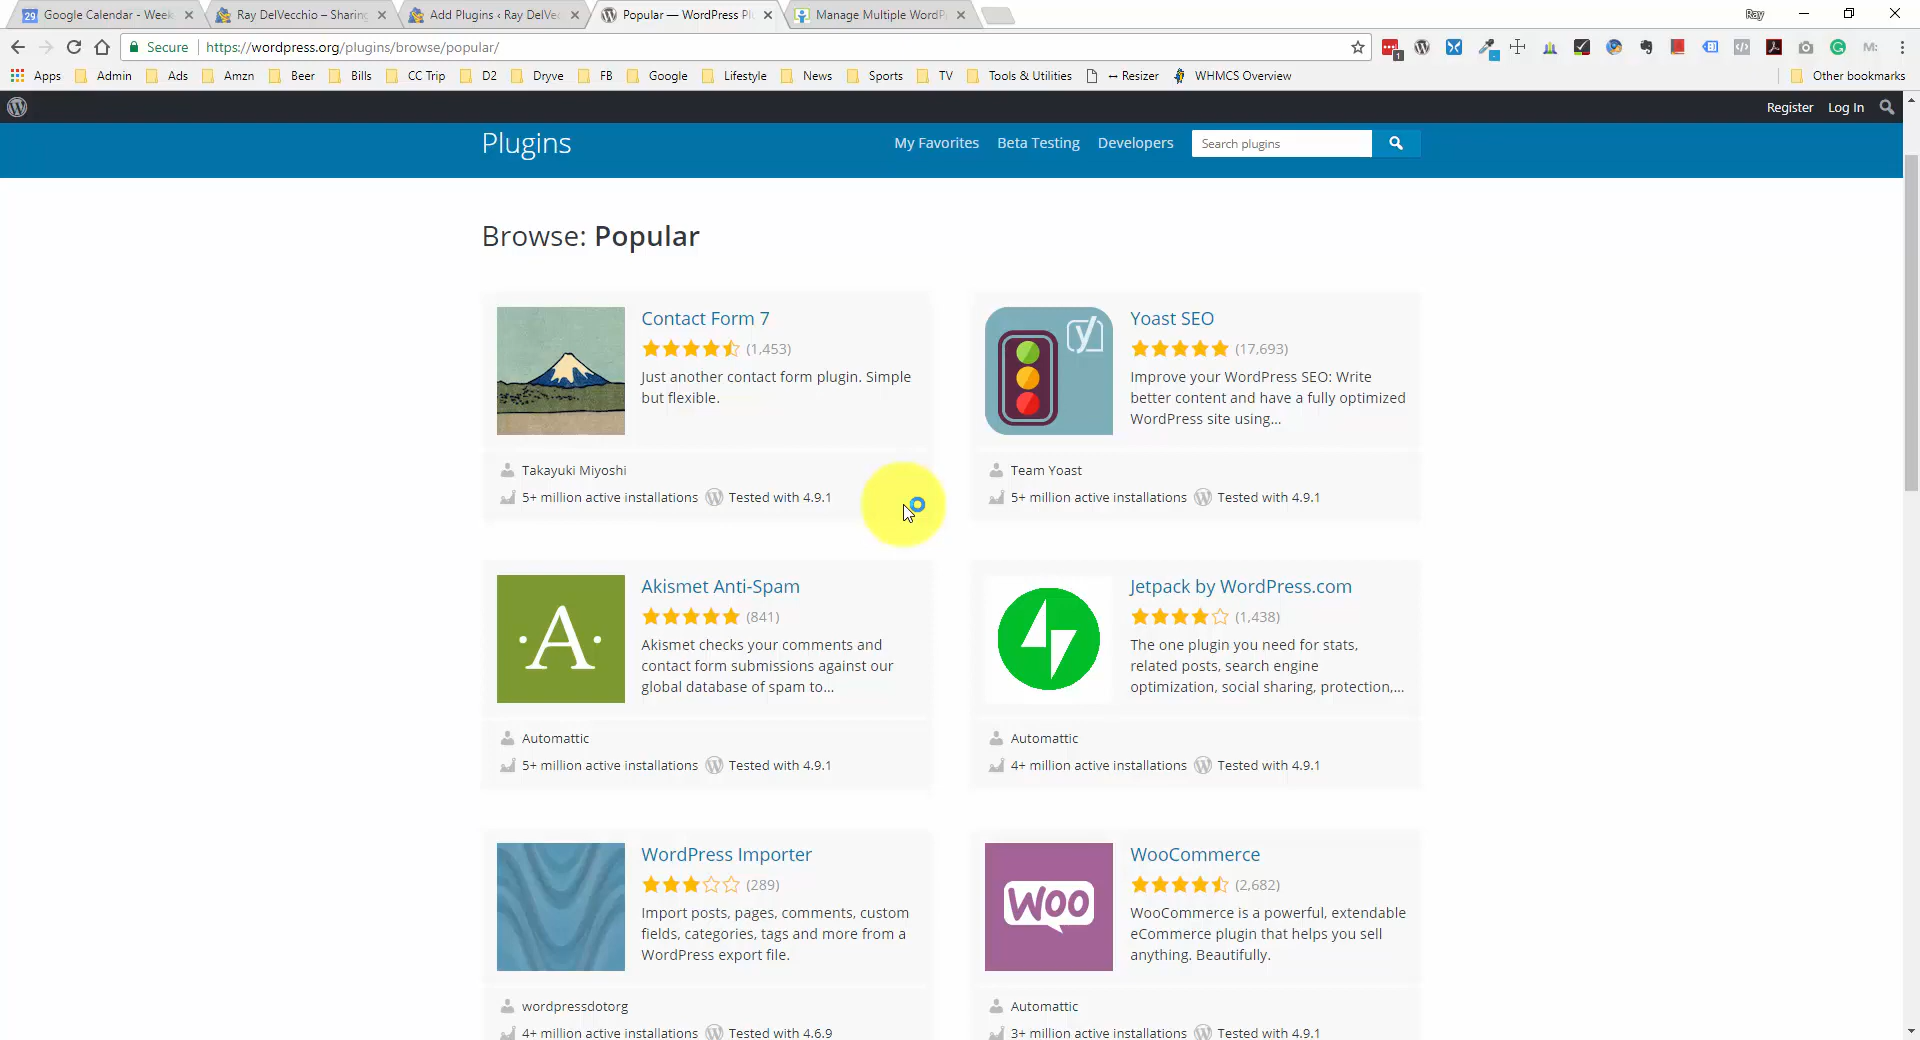 29 Google Calendar - Week
Ray DelVecchio – Sharing
Add Plugins ‹ Ray DelVec
Popular — WordPress Pl
Manage Multiple WordP
Ray
Secure
https://wordpress.org/plugins/browse/popular/
1
M:
Apps
Admin
Ads
Amzn
Beer
Bills
CC Trip
D2
Dryve
FB
Google
Lifestyle
News
Sports
TV
Tools & Utilities
↔ Resizer
WHMCS Overview
Other bookmarks
Register
Log In
Plugins
My Favorites
Beta Testing
Developers
Search plugins
Browse: Popular
Contact Form 7
(1,453)
Just another contact form plugin. Simple
but flexible.
Takayuki Miyoshi
5+ million active installations
Tested with 4.9.1
y
Yoast SEO
(17,693)
Improve your WordPress SEO: Write
better content and have a fully optimized
WordPress site using…
Team Yoast
5+ million active installations
Tested with 4.9.1
·A·
Akismet Anti-Spam
(841)
Akismet checks your comments and
contact form submissions against our
global database of spam to…
Automattic
5+ million active installations
Tested with 4.9.1
Jetpack by WordPress.com
(1,438)
The one plugin you need for stats,
related posts, search engine
optimization, social sharing, protection,…
Automattic
4+ million active installations
Tested with 4.9.1
WordPress Importer
(289)
Import posts, pages, comments, custom
fields, categories, tags and more from a
WordPress export file.
wordpressdotorg
4+ million active installations
Tested with 4.6.9
WOO
WooCommerce
(2,682)
WooCommerce is a powerful, extendable
eCommerce plugin that helps you sell
anything. Beautifully.
Automattic
3+ million active installations
Tested with 4.9.1